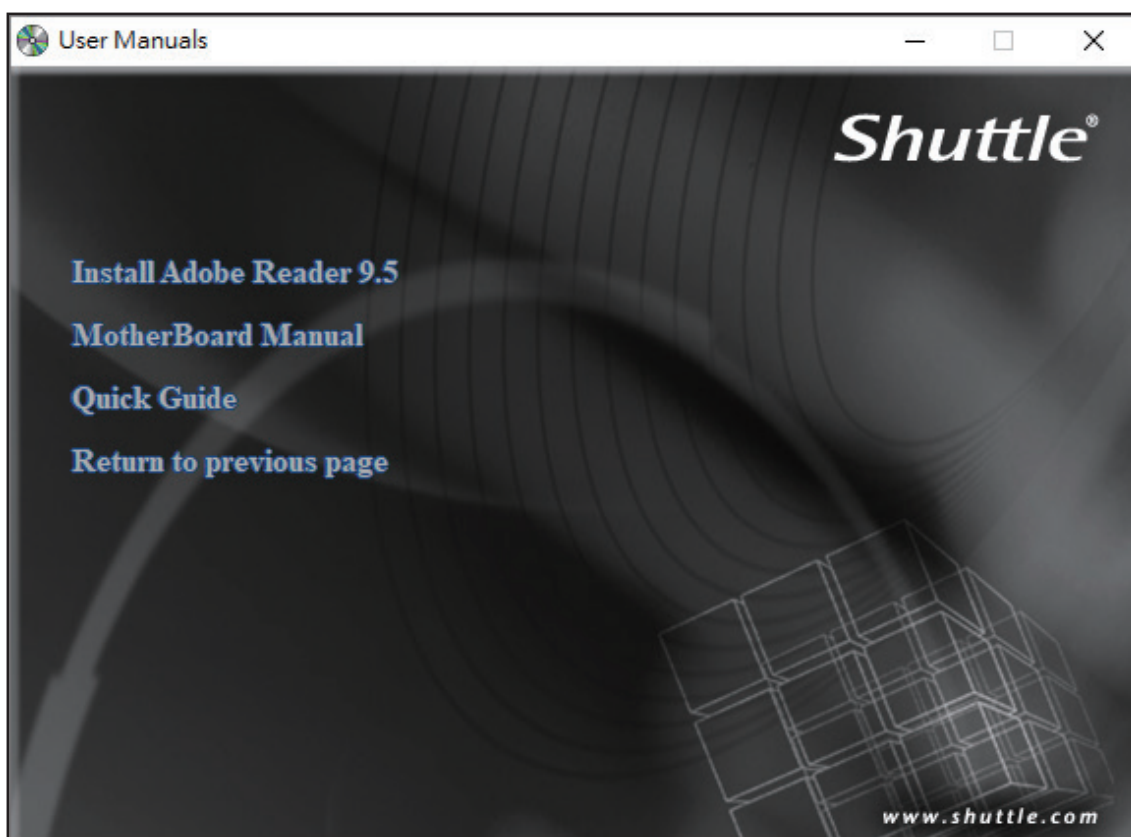 User Manuals
Shuttle®
Install Adobe Reader 9.5
MotherBoard Manual
Quick Guide
Return to previous page
www.shuttle.com